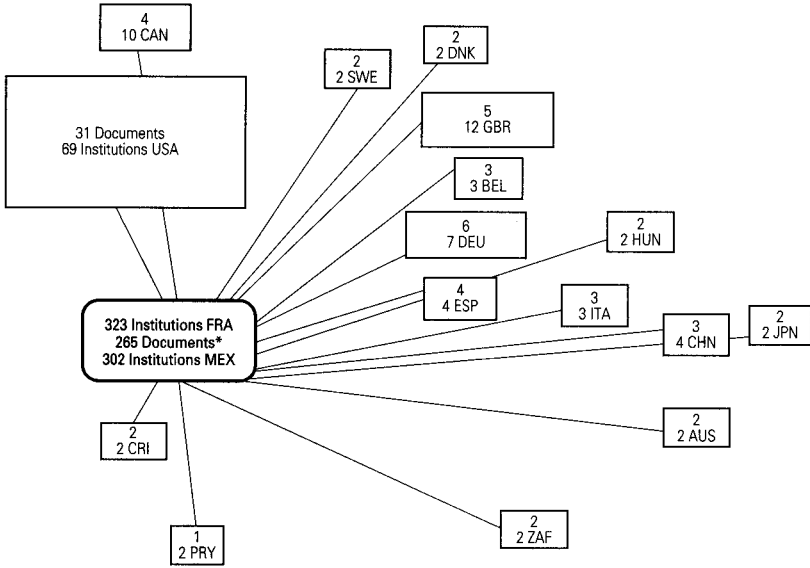 4
10 CAN
2
2 SWE
2
2 DNK
31 Documents
69 Institutions USA
5
12 GBR
3
3 BEL
6
7 DEU
2
2 HUN
4
4 ESP
3
3 ITA
323 Institutions FRA
265 Documents*
302 Institutions MEX
3
4 CHN
2
2 JPN
2
2 CRI
2
2 AUS
1
2 PRY
2
2 ZAF